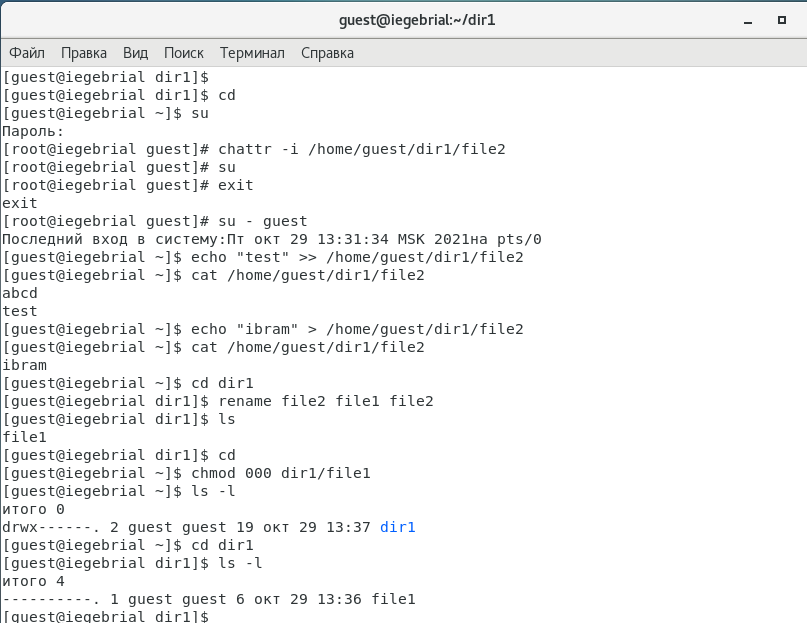 guest@iegebrial:~/dir1
Файл Правка Вид Поиск Терминал Справка
[guest@iegebrial dir1]$
[guest@iegebrial dir1]$ cd
[guest@iegebrial ~]$ su
Пароль:
[root@iegebrial guest]# chattr -i /home/guest/dir1/file2
[root@iegebrial guest]# su
[root@iegebrial guest]# exit
exit
[root@iegebrial guest]# su - guest
Последний вход в систему:Пт окт 29 13:31:34 MSK 2021на pts/0
[guest@iegebrial ~]$ echo "test" >> /home/guest/dir1/file2
[guest@iegebrial ~]$ cat /home/guest/dir1/file2
abcd
test
[guest@iegebrial ~]$ echo "ibram" > /home/guest/dir1/file2
[guest@iegebrial ~]$ cat /home/guest/dir1/file2
ibram
[guest@iegebrial ~]$ cd dir1
[guest@iegebrial dir1]$ rename file2 file1 file2
[guest@iegebrial dir1]$ ls
file1
[guest@iegebrial dir1]$ cd
[guest@iegebrial ~]$ chmod 000 dir1/file1
[guest@iegebrial ~]$ ls -l
итого 0
drwx------. 2 guest guest 19 окт 29 13:37 dir1
[guest@iegebrial ~]$ cd dir1
[guest@iegebrial dir1]$ ls -l
итого 4
----------. 1 guest guest 6 окт 29 13:36 file1
[guest@iegebrial dir1]$